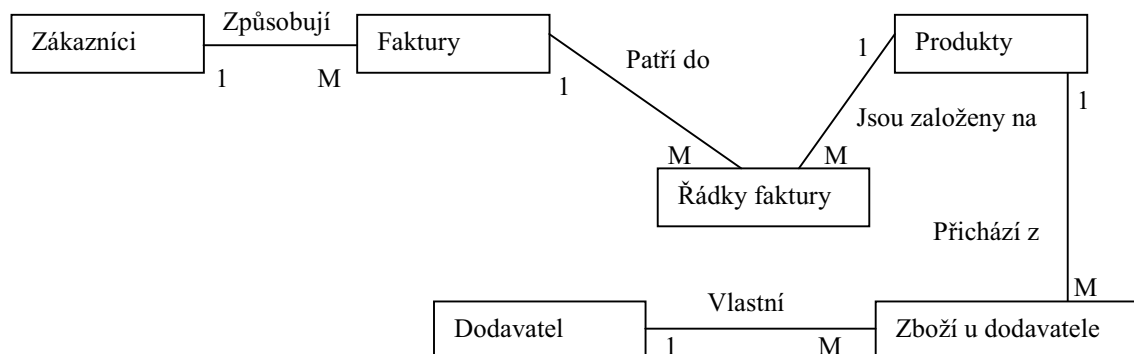 Způsobují
Zákazníci
Faktury
Produkty
1
M
1
Patří do
1
1
Jsou založeny na
M
M
Řádky faktury
Přichází z
M
Vlastní
Dodavatel
Zboží u dodavatele
1
M